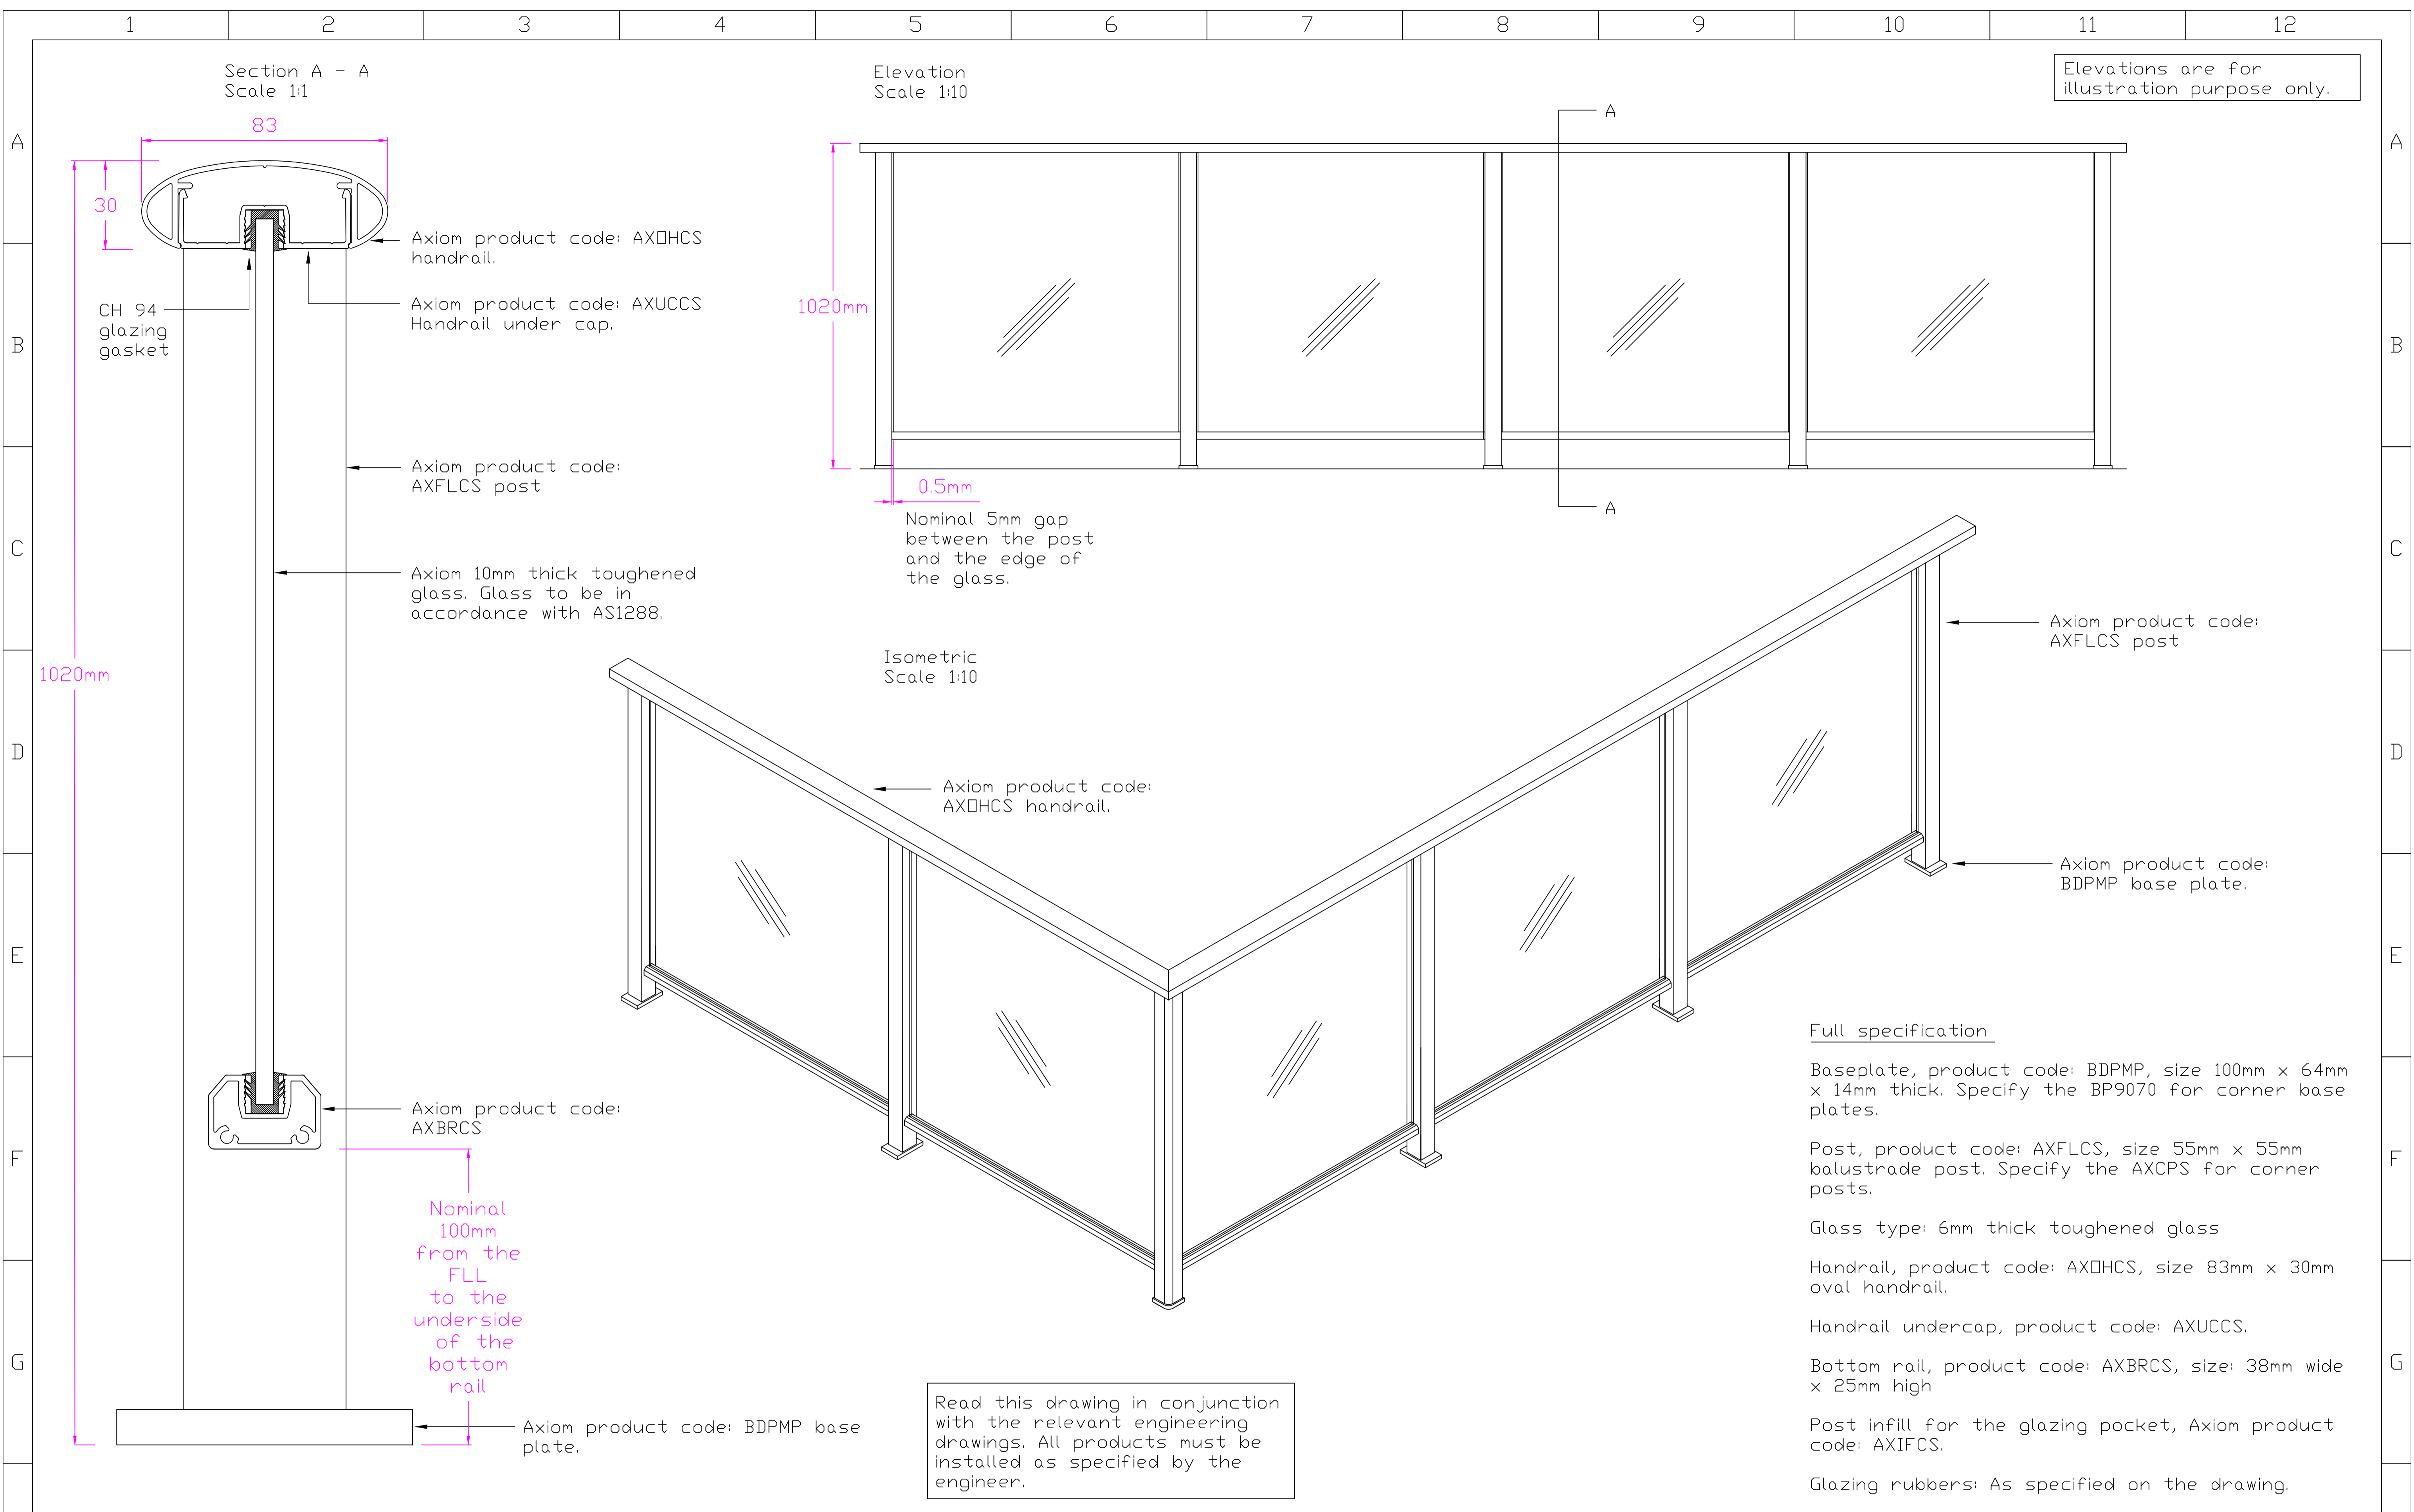 1 2 3 4 5 6 7 8 9 10 11 12
Section A - A
Scale 1:1
83
30
1020mm
Axiom product code: AXOHCS
handrail.
Axiom product code: AXUCCS
Handrail under cap.
CH 94
glazing
gasket
Axiom product code:
AXFLCS post
Axiom 10mm thick toughened
glass. Glass to be in
accordance with AS1288.
Axiom product code:
AXBRCS
Nominal
100mm
from the
FLL
to the
underside
of the
bottom
rail
Axiom product code: BDPMP base
plate.
Elevation
Scale 1:10
A
1020mm
0.5mm
Nominal 5mm gap
between the post
and the edge of
the glass.
A
Elevations are for
illustration purpose only.
Isometric
Scale 1:10
Axiom product code:
AXOHCS handrail.
Axiom product code:
AXFLCS post
Axiom product code:
BDPMP base plate.
Read this drawing in conjunction
with the relevant engineering
drawings. All products must be
installed as specified by the
engineer.
Full specification
Baseplate, product code: BDPMP, size 100mm x 64mm
x 14mm thick. Specify the BP9070 for corner base
plates.
Post, product code: AXFLCS, size 55mm x 55mm
balustrade post. Specify the AXCPS for corner
posts.
Glass type: 6mm thick toughened glass
Handrail, product code: AXOHCS, size 83mm x 30mm
oval handrail.
Handrail undercap, product code: AXUCCS.
Bottom rail, product code: AXBRCS, size: 38mm wide
x 25mm high
Post infill for the glazing pocket, Axiom product
code: AXIFCS.
Glazing rubbers: As specified on the drawing.
A
B
C
D
E
F
G
A
B
C
D
E
F
G